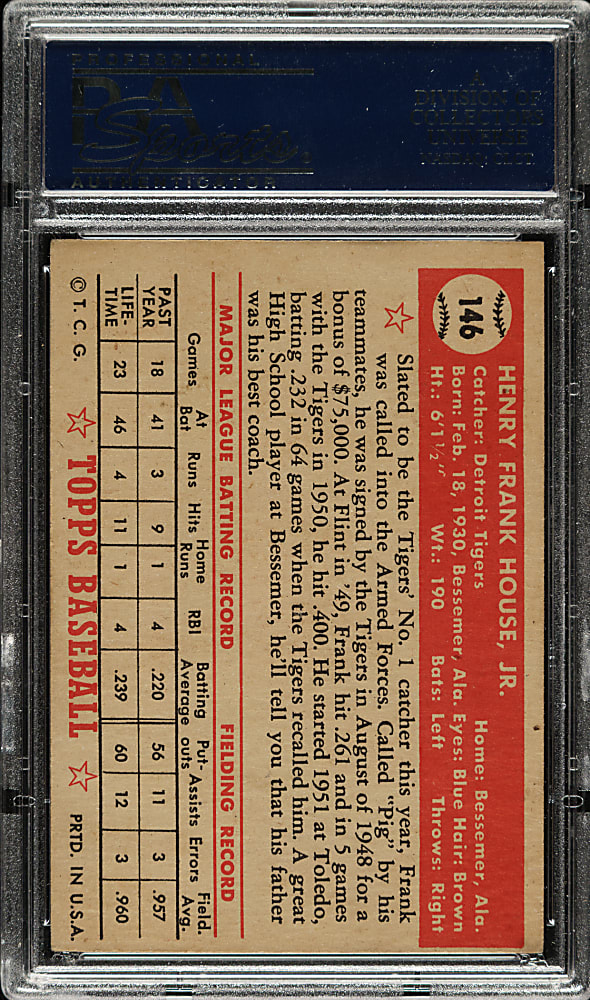 PROFESSIONAL
PSA
Sports
AUTHENTICATOR
A
DIVISION OF
COLLECTORS
UNIVERSE
NASDAQ: CLCT
146
HENRY FRANK HOUSE, JR.
Catcher: Detroit Tigers Home: Bessemer, Ala.
Born: Feb. 18, 1930, Bessemer, Ala. Eyes: Blue Hair: Brown
Ht.: 6'1½" Wt.: 190 Bats: Left Throws: Right
Slated to be the Tigers' No. 1 catcher this year, Frank
was called into the Armed Forces. Called "Pig" by his
teammates, he was signed by the Tigers in August of 1948 for a
bonus of $75,000. At Flint in '49, Frank hit .261 and in 5 games
with the Tigers in 1950, he hit .400. He started 1951 at Toledo,
batting .232 in 64 games when the Tigers recalled him. A great
High School player at Bessemer, he'll tell you that his father
was his best coach.
MAJOR LEAGUE BATTING RECORD FIELDING RECORD
Games At Bat Runs Hits Home Runs RBI Batting Average Put-outs Assists Errors Field. Avg.
PAST YEAR 18 41 3 9 1 4 .220 56 11 3 .957
LIFE-TIME 23 46 4 11 1 4 .239 60 12 3 .960
© T. C. G. TOPPS BASEBALL PRTD. IN U.S.A.